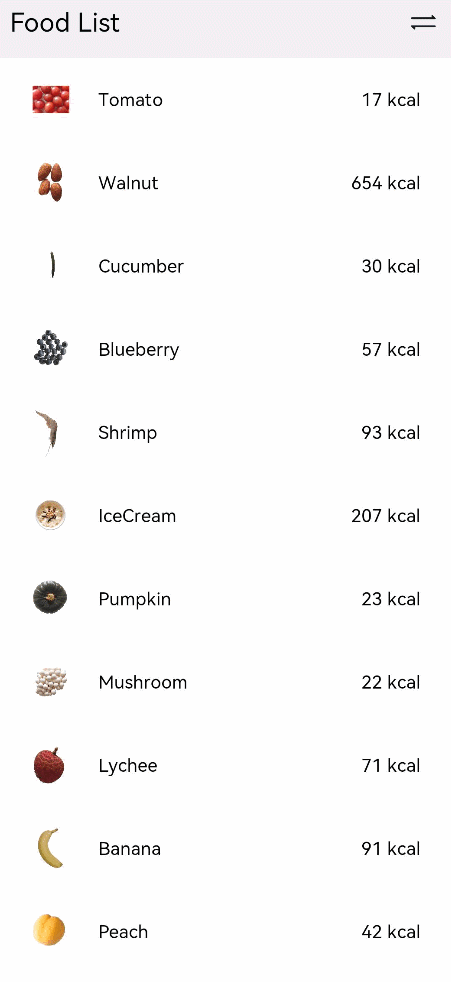 Food List
Tomato 17 kcal
Walnut 654 kcal
Cucumber 30 kcal
Blueberry 57 kcal
Shrimp 93 kcal
IceCream 207 kcal
Pumpkin 23 kcal
Mushroom 22 kcal
Lychee 71 kcal
Banana 91 kcal
Peach 42 kcal